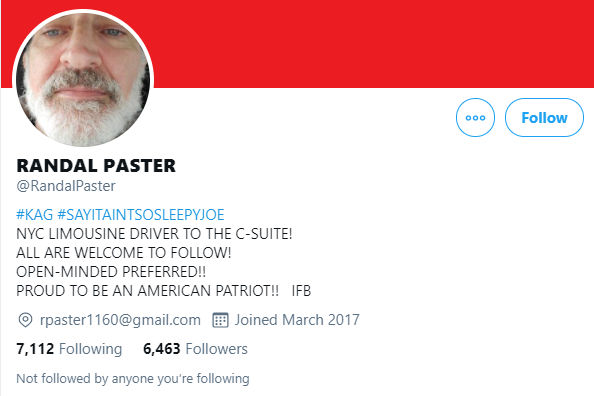 Follow
RANDAL PASTER
@RandalPaster
#KAG #SAYITAINTSOSLEEPYJOE
NYC LIMOUSINE DRIVER TO THE C-SUITE!
ALL ARE WELCOME TO FOLLOW!
OPEN-MINDED PREFERRED!!
PROUD TO BE AN AMERICAN PATRIOT!! IFB
rpaster1160@gmail.com Joined March 2017
7,112 Following 6,463 Followers
Not followed by anyone you're following